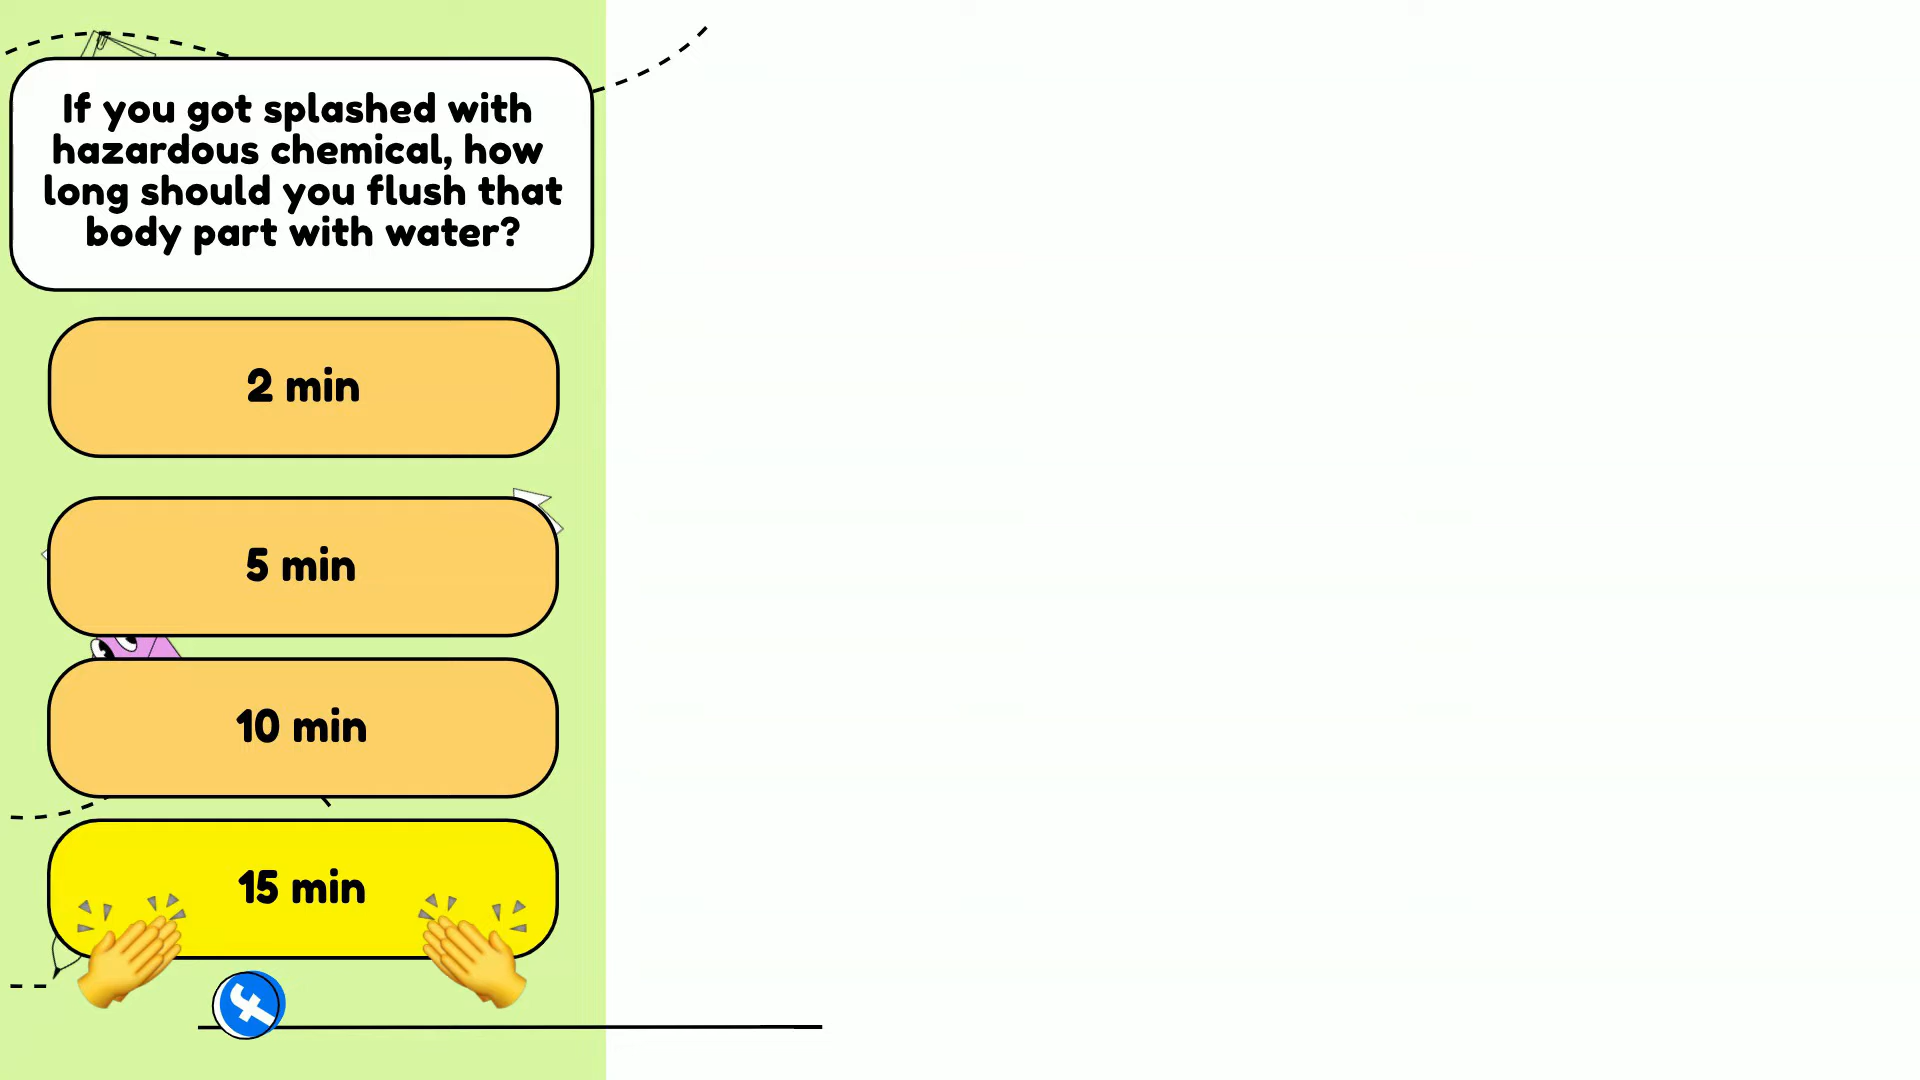 If you got splashed with
hazardous chemical, how
long should you flush that
body part with water?
2 min
5 min
10 min
15 min